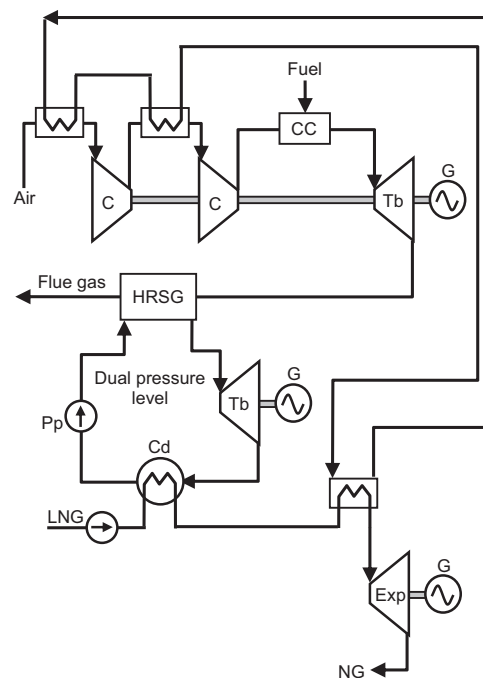 Fuel
CC
Air
C
C
Tb
G
Flue gas
HRSG
Dual pressure
level
Tb
G
Pp
Cd
LNG
Exp
G
NG